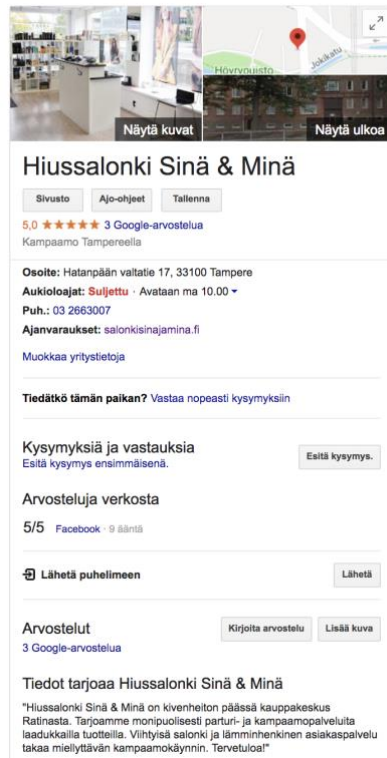 Höyrypuisto
Jokikatu
Näytä kuvat
Näytä ulkoa
Hiussalonki Sinä & Minä
Sivusto
Ajo-ohjeet
Tallenna
5,0 ★★★★★ 3 Google-arvostelua
Kampaamo Tampereella
Osoite: Hatanpään valtatie 17, 33100 Tampere
Aukioloajat: Suljettu · Avataan ma 10.00
Puh.: 03 2663007
Ajanvaraukset: salonkisinajamina.fi
Muokkaa yritystietoja
Tiedätkö tämän paikan? Vastaa nopeasti kysymyksiin
Kysymyksiä ja vastauksia
Esitä kysymys ensimmäisenä.
Esitä kysymys.
Arvosteluja verkosta
5/5 Facebook · 9 ääntä
Lähetä puhelimeen
Lähetä
Arvostelut
Kirjoita arvostelu
Lisää kuva
3 Google-arvostelua
Tiedot tarjoaa Hiussalonki Sinä & Minä
"Hiussalonki Sinä & Minä on kivenheiton päässä kauppakeskus
Ratinasta. Tarjoamme monipuolisesti parturi- ja kampaamopalveluita
laadukkailla tuotteilla. Viihtyisä salonki ja lämminhenkinen asiakaspalvelu
takaa miellyttävän kampaamokäynnin. Tervetuloa!"